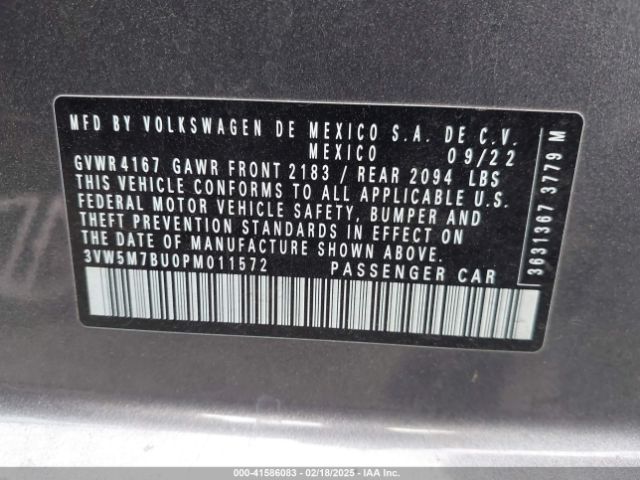 MFD BY VOLKSWAGEN DE MEXICO S.A. DE C.V.
MEXICO 09/22
GVWR 4167 GAWR FRONT 2183 / REAR 2094 LBS
THIS VEHICLE CONFORMS TO ALL APPLICABLE U.S.
FEDERAL MOTOR VEHICLE SAFETY, BUMPER AND
THEFT PREVENTION STANDARDS IN EFFECT ON
THE DATE OF MANUFACTURE SHOWN ABOVE.
3VW5M7BU0PM011572 PASSENGER CAR
3631367 3779 M
000-41586083 / 02/18/2025 / IAAI.COM